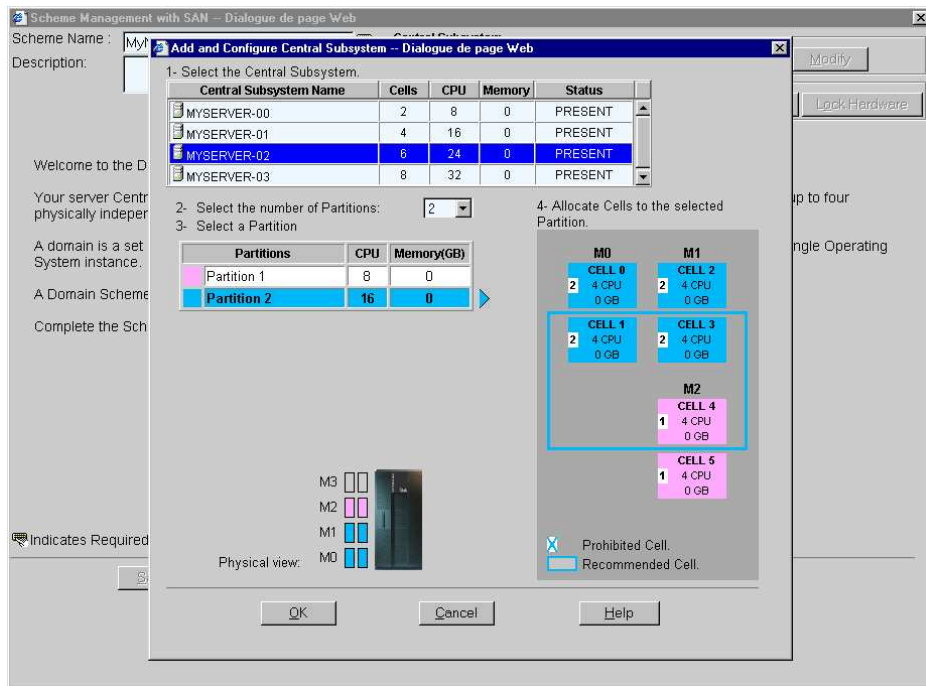 Scheme Management with SAN -- Dialogue de page Web
Scheme Name :
Description:
Modify
Lock Hardware
Welcome to the D
Your server Centr
up to four
physically indeper
A domain is a set
ngle Operating
System instance.
A Domain Scheme
Complete the Sch
Indicates Required
Add and Configure Central Subsystem -- Dialogue de page Web
1- Select the Central Subsystem.
Central Subsystem Name Cells CPU Memory Status
MYSERVER-00 2 8 0 PRESENT
MYSERVER-01 4 16 0 PRESENT
MYSERVER-02 6 24 0 PRESENT
MYSERVER-03 8 32 0 PRESENT
2- Select the number of Partitions: 2
3- Select a Partition
Partitions CPU Memory(GB)
Partition 1 8 0
Partition 2 16 0
4- Allocate Cells to the selected
Partition.
M0 M1
CELL 0 CELL 2
2 4 CPU 2 4 CPU
0 GB 0 GB
CELL 1 CELL 3
2 4 CPU 2 4 CPU
0 GB 0 GB
M2
CELL 4
1 4 CPU
0 GB
CELL 5
1 4 CPU
0 GB
X Prohibited Cell.
Recommended Cell.
M3
M2
M1
Physical view: M0
OK Cancel Help